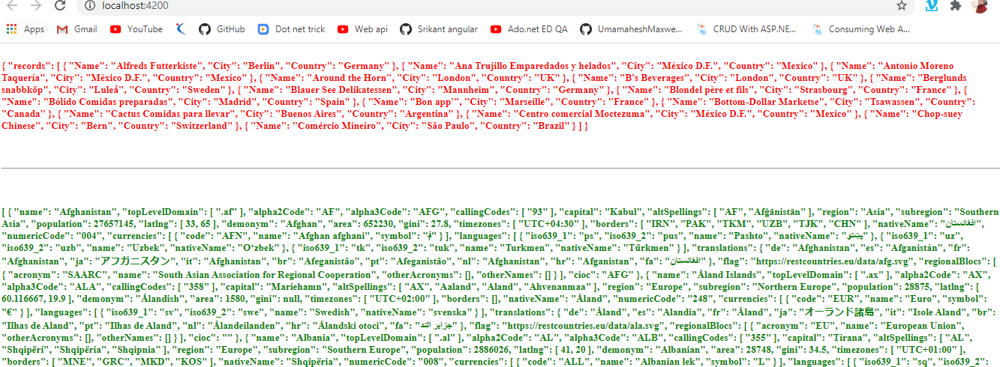 localhost:4200
Apps Gmail YouTube GitHub Dot net trick Web api Srikant angular Ado.net ED QA UmamaheshMaxwe... CRUD With ASP.NE... Consuming Web A...
{ "records": [ { "Name": "Alfreds Futterkiste", "City": "Berlin", "Country": "Germany" }, { "Name": "Ana Trujillo Emparedados y helados", "City": "México D.F.", "Country": "Mexico" }, { "Name": "Antonio Moreno
Taquería", "City": "México D.F.", "Country": "Mexico" }, { "Name": "Around the Horn", "City": "London", "Country": "UK" }, { "Name": "B's Beverages", "City": "London", "Country": "UK" }, { "Name": "Berglunds
snabbköp", "City": "Luleå", "Country": "Sweden" }, { "Name": "Blauer See Delikatessen", "City": "Mannheim", "Country": "Germany" }, { "Name": "Blondel père et fils", "City": "Strasbourg", "Country": "France" }, {
"Name": "Bólido Comidas preparadas", "City": "Madrid", "Country": "Spain" }, { "Name": "Bon app'", "City": "Marseille", "Country": "France" }, { "Name": "Bottom-Dollar Marketse", "City": "Tsawassen", "Country":
"Canada" }, { "Name": "Cactus Comidas para llevar", "City": "Buenos Aires", "Country": "Argentina" }, { "Name": "Centro comercial Moctezuma", "City": "México D.F.", "Country": "Mexico" }, { "Name": "Chop-suey
Chinese", "City": "Bern", "Country": "Switzerland" }, { "Name": "Comércio Mineiro", "City": "São Paulo", "Country": "Brazil" } ] }
[ { "name": "Afghanistan", "topLevelDomain": [ ".af" ], "alpha2Code": "AF", "alpha3Code": "AFG", "callingCodes": [ "93" ], "capital": "Kabul", "altSpellings": [ "AF", "Afġānistān" ], "region": "Asia", "subregion": "Southern
Asia", "population": 27657145, "latlng": [ 33, 65 ], "demonym": "Afghan", "area": 652230, "gini": 27.8, "timezones": [ "UTC+04:30" ], "borders": [ "IRN", "PAK", "TKM", "UZB", "TJK", "CHN" ], "nativeName": "افغانستان",
"numericCode": "004", "currencies": [ { "code": "AFN", "name": "Afghan afghani", "symbol": "؋" } ], "languages": [ { "iso639_1": "ps", "iso639_2": "pus", "name": "Pashto", "nativeName": "پښتو" }, { "iso639_1": "uz",
"iso639_2": "uzb", "name": "Uzbek", "nativeName": "Oʻzbek" }, { "iso639_1": "tk", "iso639_2": "tuk", "name": "Turkmen", "nativeName": "Türkmen" } ], "translations": { "de": "Afghanistan", "es": "Afganistán", "fr":
"Afghanistan", "ja": "アフガニスタン", "it": "Afghanistan", "br": "Afeganistão", "pt": "Afeganistão", "nl": "Afghanistan", "hr": "Afganistan", "fa": "افغانستان" }, "flag": "https://restcountries.eu/data/afg.svg", "regionalBlocs": [
{ "acronym": "SAARC", "name": "South Asian Association for Regional Cooperation", "otherAcronyms": [], "otherNames": [] } ], "cioc": "AFG" }, { "name": "Åland Islands", "topLevelDomain": [ ".ax" ], "alpha2Code": "AX",
"alpha3Code": "ALA", "callingCodes": [ "358" ], "capital": "Mariehamn", "altSpellings": [ "AX", "Aaland", "Aland", "Ahvenanmaa" ], "region": "Europe", "subregion": "Northern Europe", "population": 28875, "latlng": [
60.116667, 19.9 ], "demonym": "Ålandish", "area": 1580, "gini": null, "timezones": [ "UTC+02:00" ], "borders": [], "nativeName": "Åland", "numericCode": "248", "currencies": [ { "code": "EUR", "name": "Euro", "symbol":
"€" } ], "languages": [ { "iso639_1": "sv", "iso639_2": "swe", "name": "Swedish", "nativeName": "svenska" } ], "translations": { "de": "Åland", "es": "Alandia", "fr": "Åland", "ja": "オーランド諸島", "it": "Isole Aland", "br":
"Ilhas de Aland", "pt": "Ilhas de Aland", "nl": "Ålandeilanden", "hr": "Ålandski otoci", "fa": "جزایر الند" }, "flag": "https://restcountries.eu/data/ala.svg", "regionalBlocs": [ { "acronym": "EU", "name": "European Union",
"otherAcronyms": [], "otherNames": [] } ], "cioc": "" }, { "name": "Albania", "topLevelDomain": [ ".al" ], "alpha2Code": "AL", "alpha3Code": "ALB", "callingCodes": [ "355" ], "capital": "Tirana", "altSpellings": [ "AL",
"Shqipëri", "Shqipëria", "Shqipnia" ], "region": "Europe", "subregion": "Southern Europe", "population": 2886026, "latlng": [ 41, 20 ], "demonym": "Albanian", "area": 28748, "gini": 34.5, "timezones": [ "UTC+01:00" ],
"borders": [ "MNE", "GRC", "MKD", "KOS" ], "nativeName": "Shqipëria", "numericCode": "008", "currencies": [ { "code": "ALL", "name": "Albanian lek", "symbol": "L" } ], "languages": [ { "iso639_1": "sq", "iso639_2":